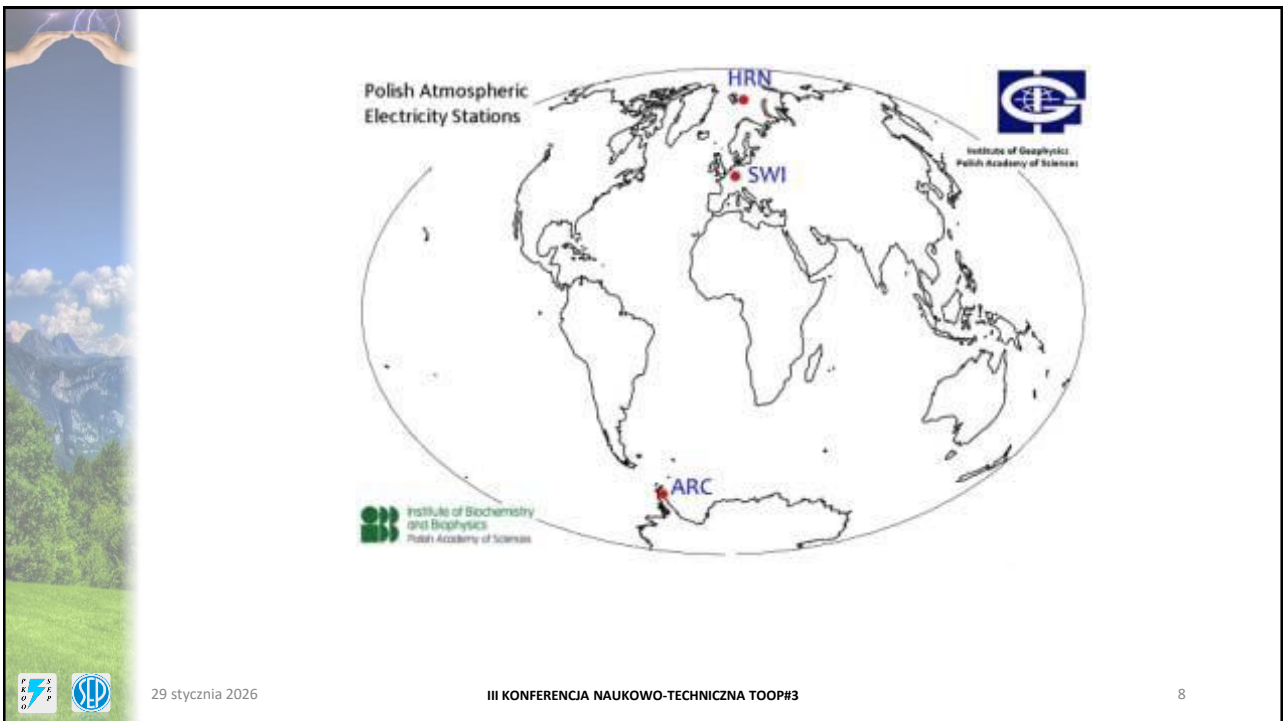 Polish Atmospheric
Electricity Stations
HRN
Institute of Geophysics
Polish Academy of Sciences
SWI
ARC
Institute of Biochemistry
and Biophysics
Polish Academy of Sciences
P S
K E
O P
O
SEP
29 stycznia 2026
III KONFERENCJA NAUKOWO-TECHNICZNA TOOP#3
8